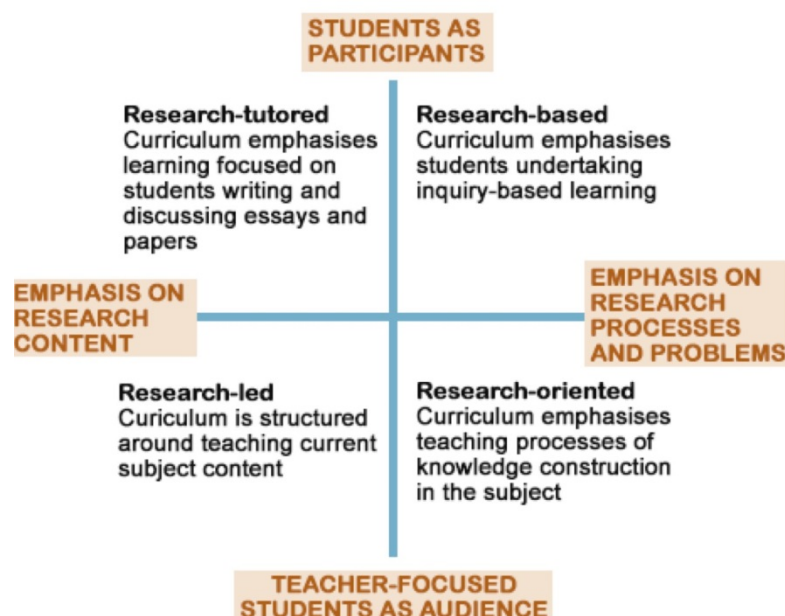 STUDENTS AS
PARTICIPANTS
Research-tutored
Curriculum emphasises
learning focused on
students writing and
discussing essays and
papers
Research-based
Curriculum emphasises
students undertaking
inquiry-based learning
EMPHASIS ON
RESEARCH
CONTENT
EMPHASIS ON
RESEARCH
PROCESSES
AND PROBLEMS
Research-led
Curiculum is structured
around teaching current
subject content
Research-oriented
Curriculum emphasises
teaching processes of
knowledge construction
in the subject
TEACHER-FOCUSED
STUDENTS AS AUDIENCE